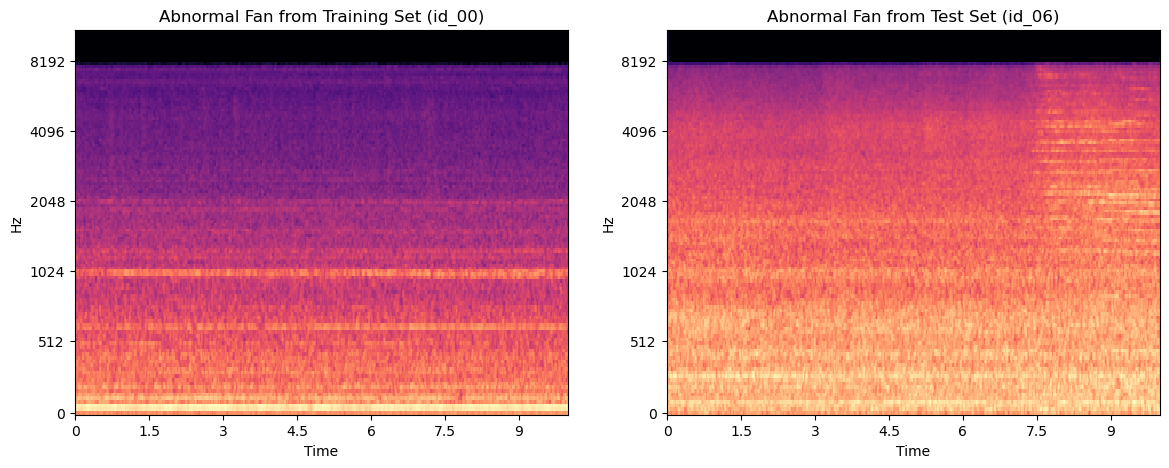 Abnormal Fan from Training Set (id_00)
Hz
8192
4096
2048
1024
512
0
0 1.5 3 4.5 6 7.5 9
Time
Abnormal Fan from Test Set (id_06)
Hz
8192
4096
2048
1024
512
0
0 1.5 3 4.5 6 7.5 9
Time